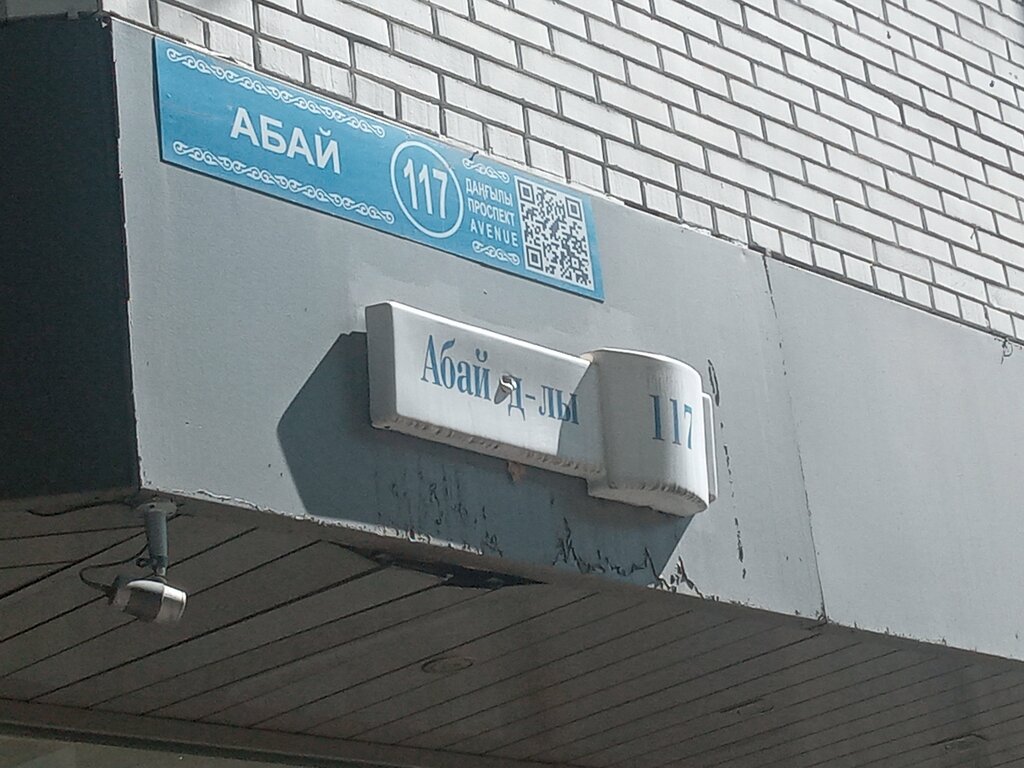 АБАЙ
117
ДАҢҒЫЛЫ
ПРОСПЕКТ
AVENUE
Абай д-лы
117